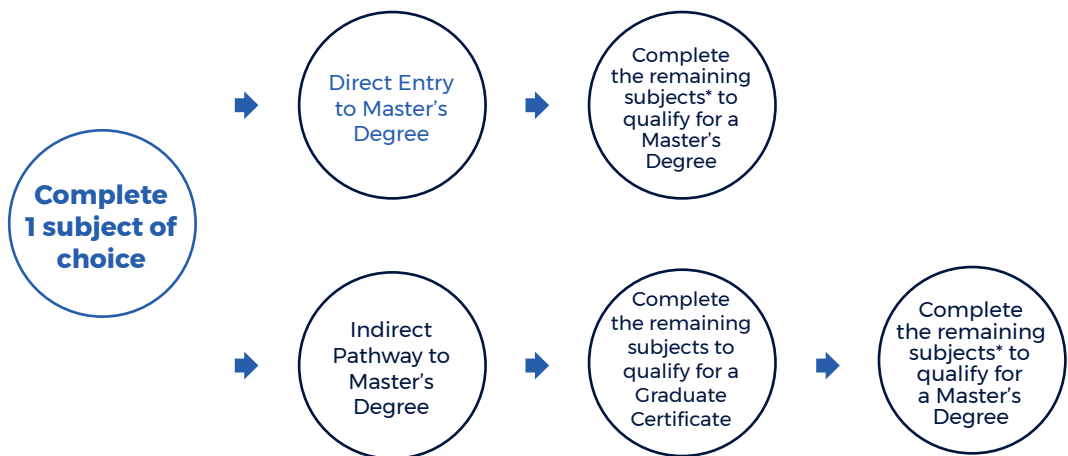 Complete
1 subject of
choice
Direct Entry
to Master's
Degree
Complete
the remaining
subjects* to
qualify for a
Master's
Degree
Indirect
Pathway to
Master's
Degree
Complete
the remaining
subjects to
qualify for a
Graduate
Certificate
Complete
the remaining
subjects* to
qualify for
a Master's
Degree